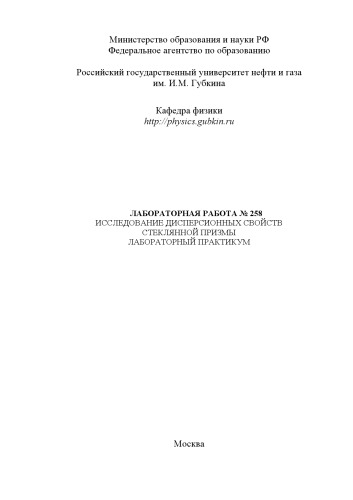 Министерство образования и науки РФ
Федеральное агентство по образованию
Российский государственный университет нефти и газа
им. И.М. Губкина
Кафедра физики
http://physics.gubkin.ru
ЛАБОРАТОРНАЯ РАБОТА № 258
ИССЛЕДОВАНИЕ ДИСПЕРСИОННЫХ СВОЙСТВ
СТЕКЛЯННОЙ ПРИЗМЫ
ЛАБОРАТОРНЫЙ ПРАКТИКУМ
Москва